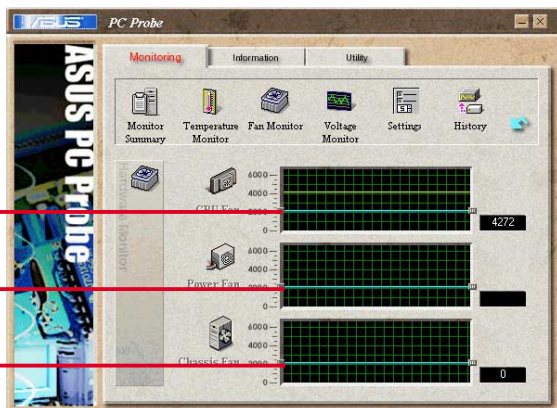 ASUS
PC Probe
ASUS PC Probe
Monitoring
Information
Utility
Monitor Summary
Temperature Monitor
Fan Monitor
Voltage Monitor
Settings
History
Hardware Monitor
CPU Fan
6000
4000
2000
0
4272
Power Fan
6000
4000
2000
0
Chassis Fan
6000
4000
2000
0
0